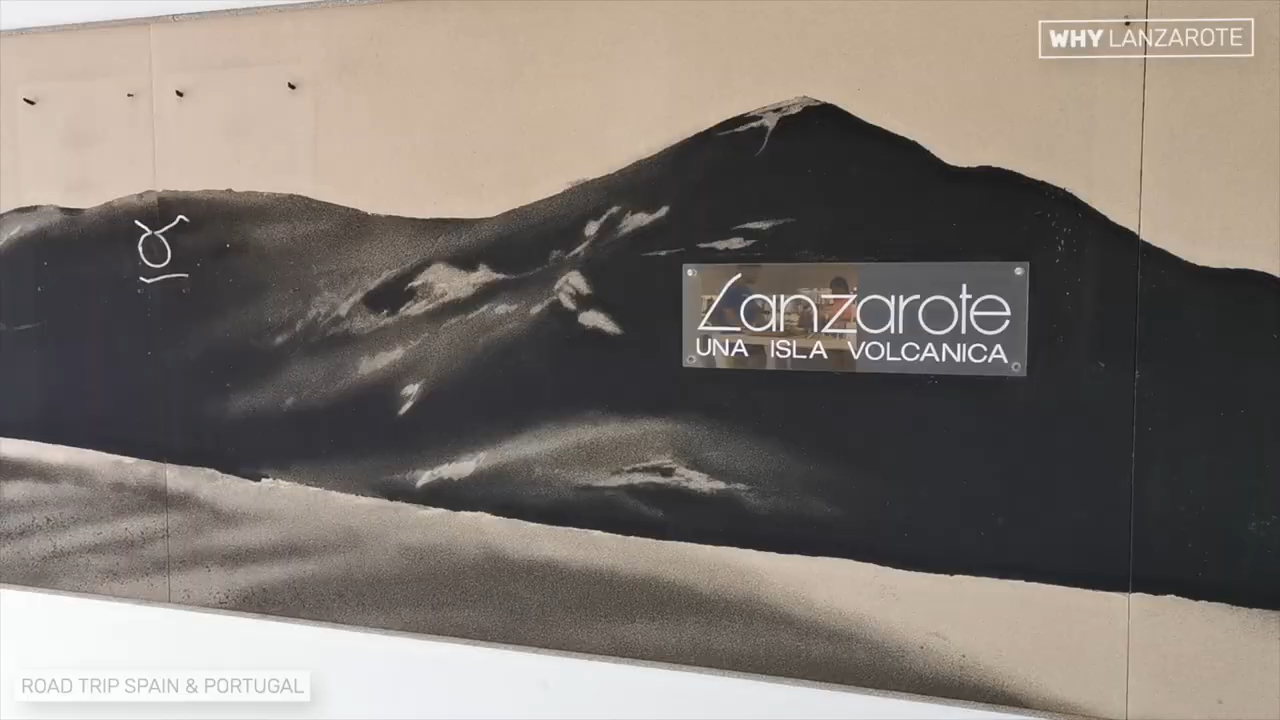 WHY LANZAROTE
Lanzarote
UNA ISLA VOLCANICA
ROAD TRIP SPAIN & PORTUGAL